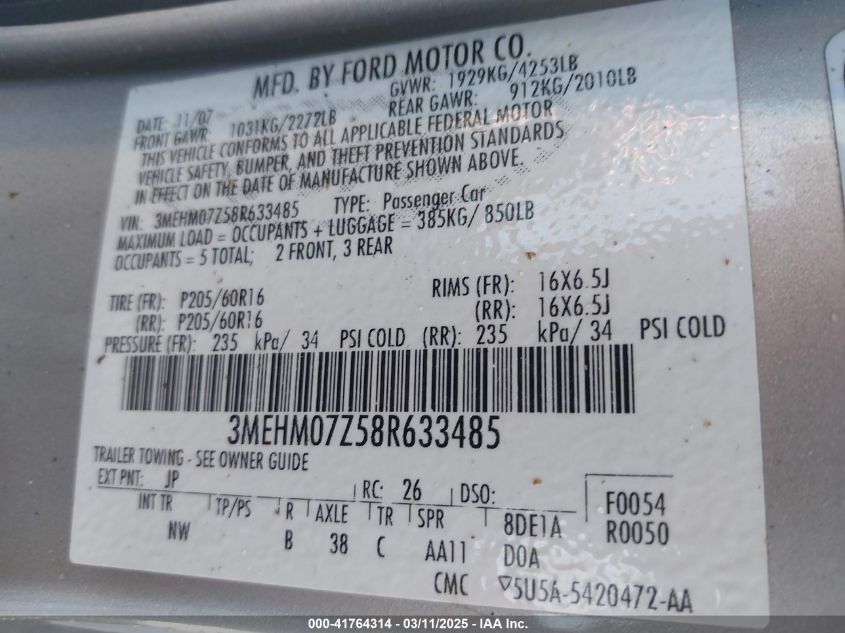 MFD. BY FORD MOTOR CO.
DATE: 11/07 GVWR: 1929KG/4253LB
FRONT GAWR: 1031KG/2272LB REAR GAWR: 912KG/2010LB
THIS VEHICLE CONFORMS TO ALL APPLICABLE FEDERAL MOTOR
VEHICLE SAFETY, BUMPER, AND THEFT PREVENTION STANDARDS
IN EFFECT ON THE DATE OF MANUFACTURE SHOWN ABOVE.
VIN: 3MEHM07Z58R633485 TYPE: Passenger Car
MAXIMUM LOAD = OCCUPANTS + LUGGAGE = 385KG/ 850LB
OCCUPANTS = 5 TOTAL; 2 FRONT, 3 REAR
TIRE (FR): P205/60R16 RIMS (FR): 16X6.5J
(RR): P205/60R16 (RR): 16X6.5J
PRESSURE (FR): 235 kPa/ 34 PSI COLD (RR): 235 kPa/ 34 PSI COLD
3MEHM07Z58R633485
TRAILER TOWING - SEE OWNER GUIDE
EXT PNT: JP RC: 26 DSO: F0054
INT TR TP/PS R AXLE TR SPR 8DE1A R0050
NW B 38 C AA11 D0A
CMC ▽5U5A-5420472-AA
000-41764314 - 03/11/2025 - IAA Inc.